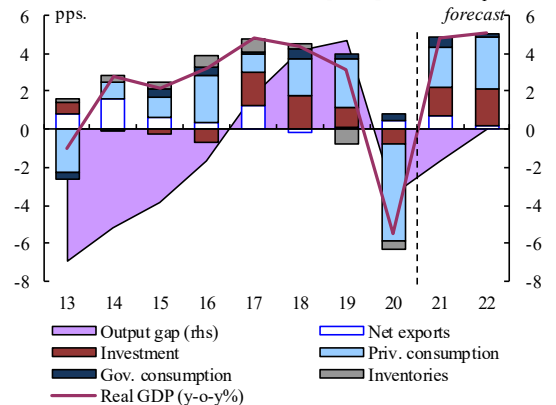 forecast
pps.
6
4
2
0
-2
-4
-6
-8
6
4
2
0
-2
-4
-6
-8
13 14 15 16 17 18 19 20 21 22
Output gap (rhs) Net exports
Investment Priv. consumption
Gov. consumption Inventories
Real GDP (y-o-y%)